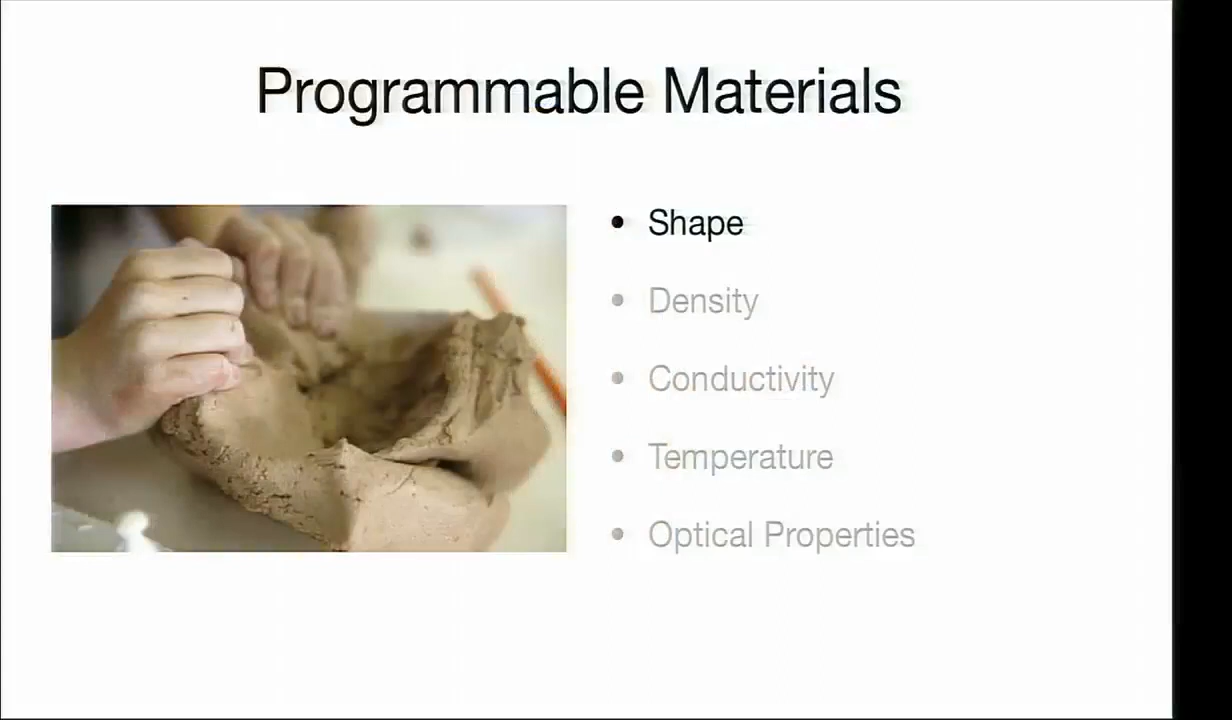 Programmable Materials
• Shape
• Density
• Conductivity
• Temperature
• Optical Properties